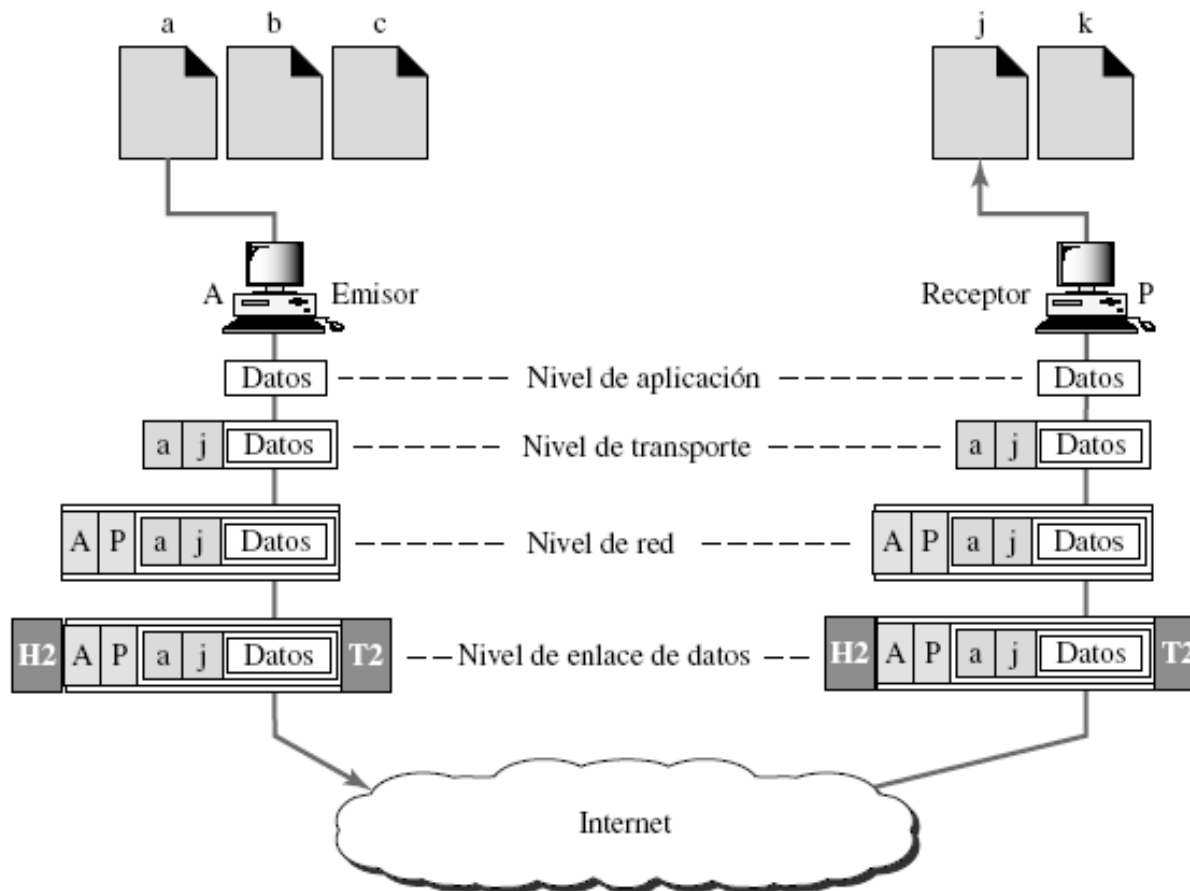 a b c j k
A Emisor Receptor P
Datos Nivel de aplicación Datos
a j Datos Nivel de transporte a j Datos
A P a j Datos Nivel de red A P a j Datos
H2 A P a j Datos T2 Nivel de enlace de datos H2 A P a j Datos T2
Internet